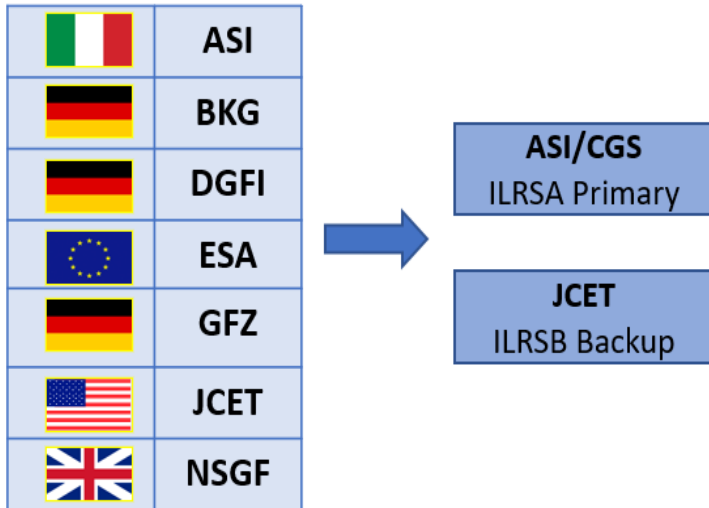 ASI
BKG
DGFI
ESA
GFZ
JCET
NSGF
ASI/CGS
ILRSA Primary
JCET
ILRSB Backup